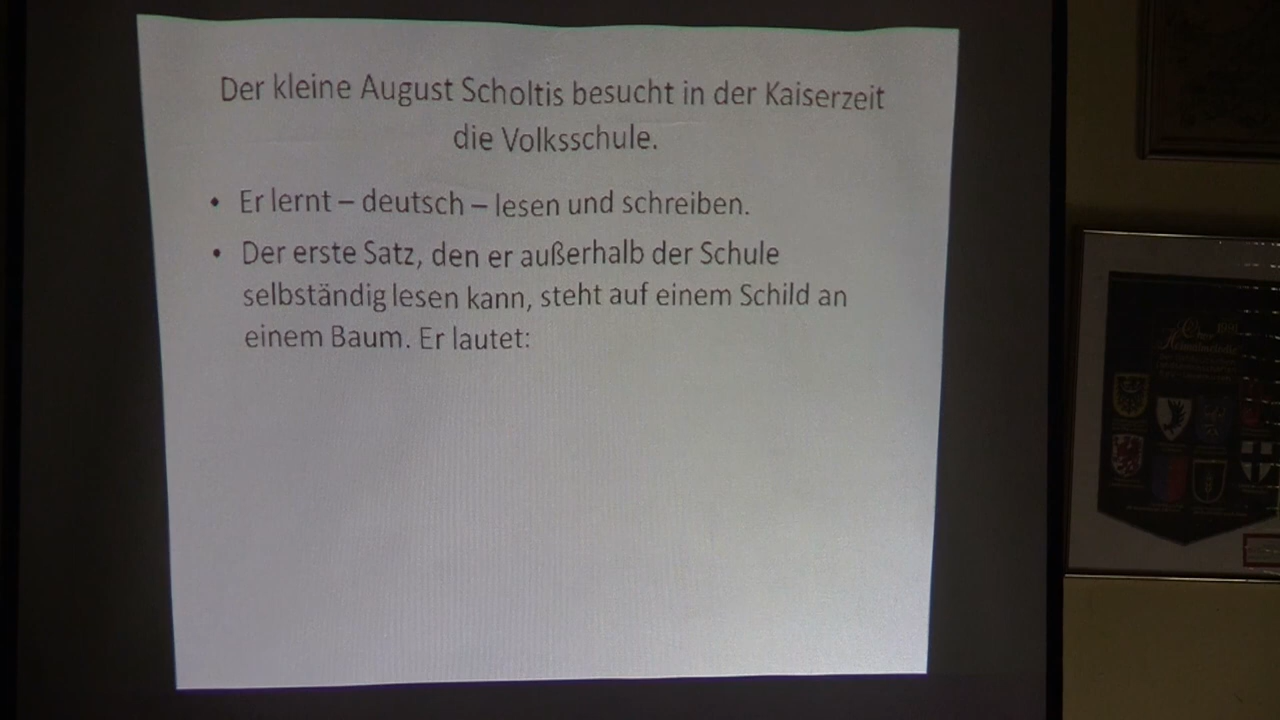 Der kleine August Scholtis besucht in der Kaiserzeit
die Volksschule.
• Er lernt – deutsch – lesen und schreiben.
• Der erste Satz, den er außerhalb der Schule
selbständig lesen kann, steht auf einem Schild an
einem Baum. Er lautet: